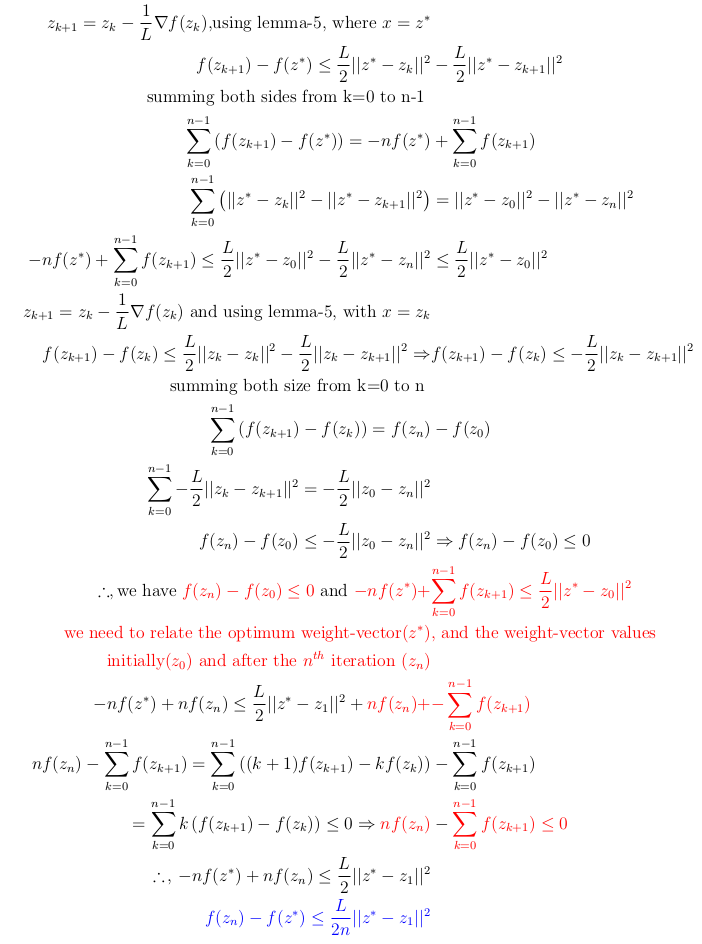 $z_{k+1} = z_k - \frac{1}{L}\nabla f(z_k)$,using lemma-5, where $x = z^*$
$f(z_{k+1}) - f(z^*) \leq \frac{L}{2}||z^* - z_k||^2 - \frac{L}{2}||z^* - z_{k+1}||^2$
summing both sides from k=0 to n-1
$\sum_{k=0}^{n-1} (f(z_{k+1}) - f(z^*)) = -nf(z^*) + \sum_{k=0}^{n-1} f(z_{k+1})$
$\sum_{k=0}^{n-1} \left(||z^* - z_k||^2 - ||z^* - z_{k+1}||^2\right) = ||z^* - z_0||^2 - ||z^* - z_n||^2$
$-nf(z^*) + \sum_{k=0}^{n-1} f(z_{k+1}) \leq \frac{L}{2}||z^* - z_0||^2 - \frac{L}{2}||z^* - z_n||^2 \leq \frac{L}{2}||z^* - z_0||^2$
$z_{k+1} = z_k - \frac{1}{L}\nabla f(z_k)$ and using lemma-5, with $x = z_k$
$f(z_{k+1}) - f(z_k) \leq \frac{L}{2}||z_k - z_k||^2 - \frac{L}{2}||z_k - z_{k+1}||^2 \Rightarrow f(z_{k+1}) - f(z_k) \leq -\frac{L}{2}||z_k - z_{k+1}||^2$
summing both size from k=0 to n
$\sum_{k=0}^{n-1} (f(z_{k+1}) - f(z_k)) = f(z_n) - f(z_0)$
$\sum_{k=0}^{n-1} -\frac{L}{2}||z_k - z_{k+1}||^2 = -\frac{L}{2}||z_0 - z_n||^2$
$f(z_n) - f(z_0) \leq -\frac{L}{2}||z_0 - z_n||^2 \Rightarrow f(z_n) - f(z_0) \leq 0$
$\therefore$, we have $f(z_n) - f(z_0) \leq 0$ and $-nf(z^*) + \sum_{k=0}^{n-1} f(z_{k+1}) \leq \frac{L}{2}||z^* - z_0||^2$
we need to relate the optimum weight-vector($z^*$), and the weight-vector values
initially($z_0$) and after the $n^{th}$ iteration ($z_n$)
$-nf(z^*) + nf(z_n) \leq \frac{L}{2}||z^* - z_1||^2 + nf(z_n) + - \sum_{k=0}^{n-1} f(z_{k+1})$
$nf(z_n) - \sum_{k=0}^{n-1} f(z_{k+1}) = \sum_{k=0}^{n-1} ((k+1)f(z_{k+1}) - kf(z_k)) - \sum_{k=0}^{n-1} f(z_{k+1})$
$= \sum_{k=0}^{n-1} k\,(f(z_{k+1}) - f(z_k)) \leq 0 \Rightarrow nf(z_n) - \sum_{k=0}^{n-1} f(z_{k+1}) \leq 0$
$\therefore, \; -nf(z^*) + nf(z_n) \leq \frac{L}{2}||z^* - z_1||^2$
$f(z_n) - f(z^*) \leq \frac{L}{2n}||z^* - z_1||^2$